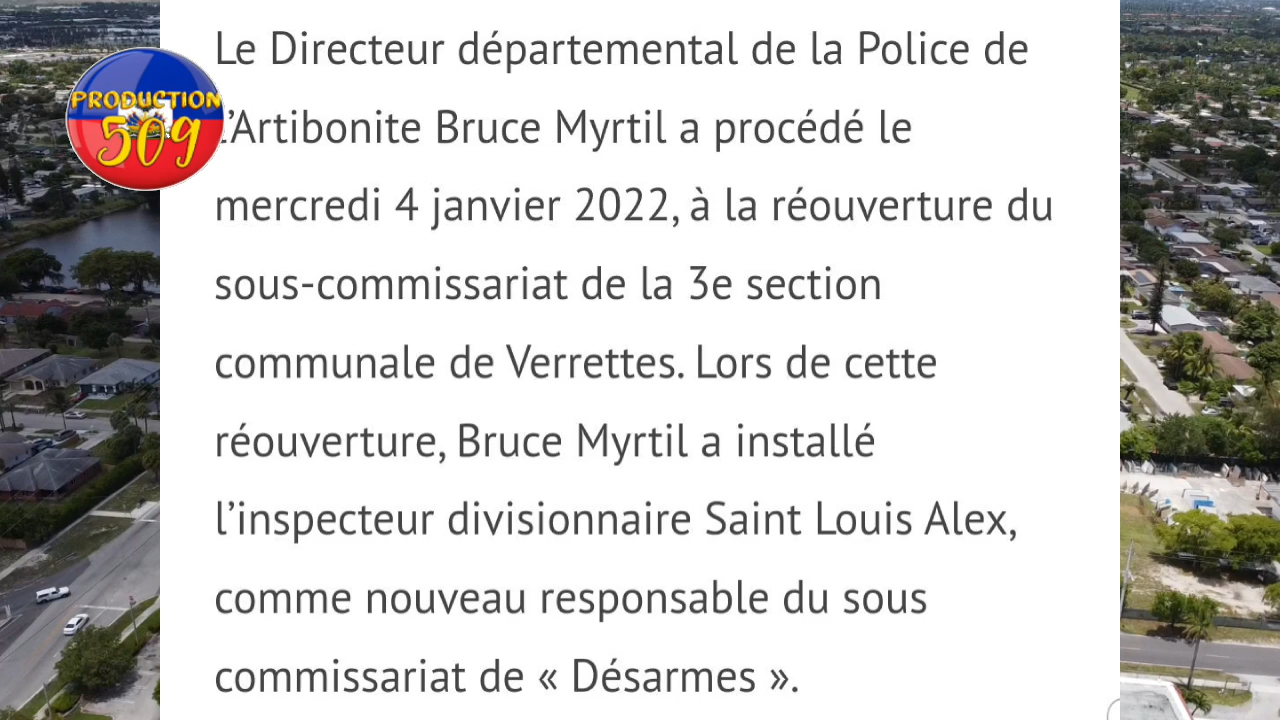 Le Directeur départemental de la Police de
PRODUCTION
509
L'Artibonite Bruce Myrtil a procédé le
mercredi 4 janvier 2022, à la réouverture du
sous-commissariat de la 3e section
communale de Verrettes. Lors de cette
réouverture, Bruce Myrtil a installé
l’inspecteur divisionnaire Saint Louis Alex,
comme nouveau responsable du sous
commissariat de « Désarmes ».